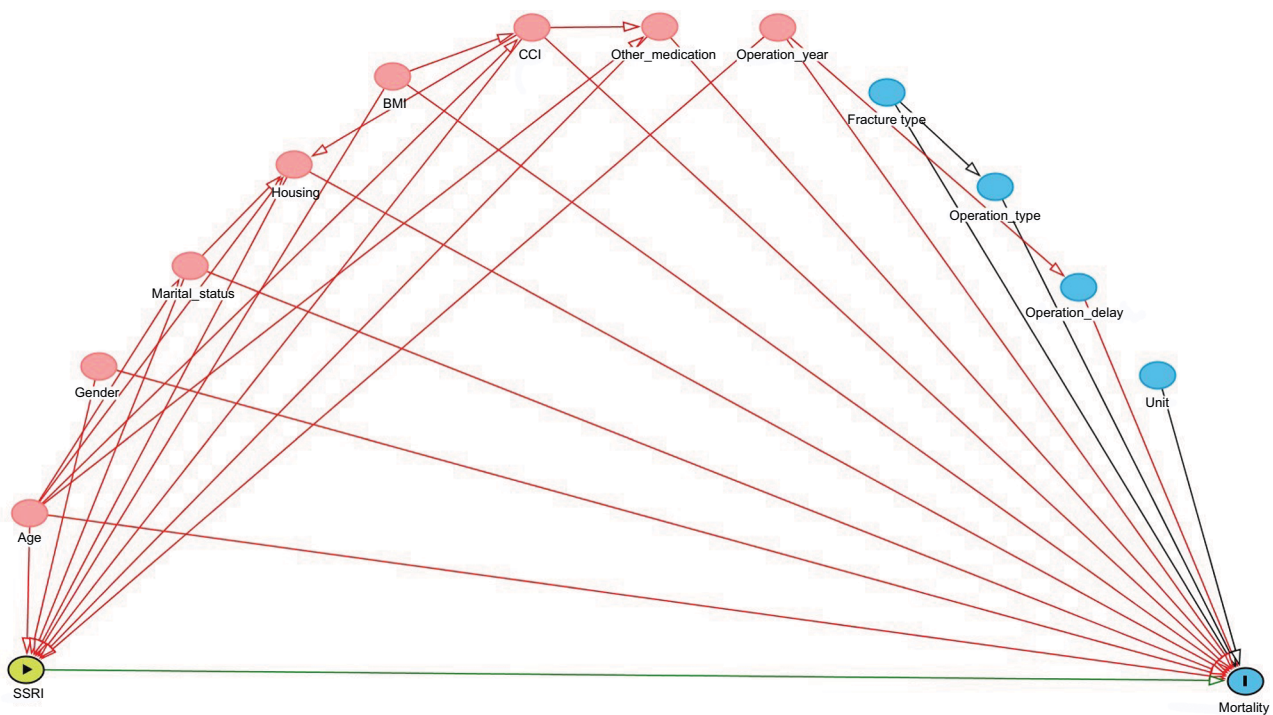 CCI
Other_medication
Operation_year
BMI
Fracture type
Housing
Operation_type
Marital_status
Operation_delay
Gender
Unit
Age
SSRI
Mortality